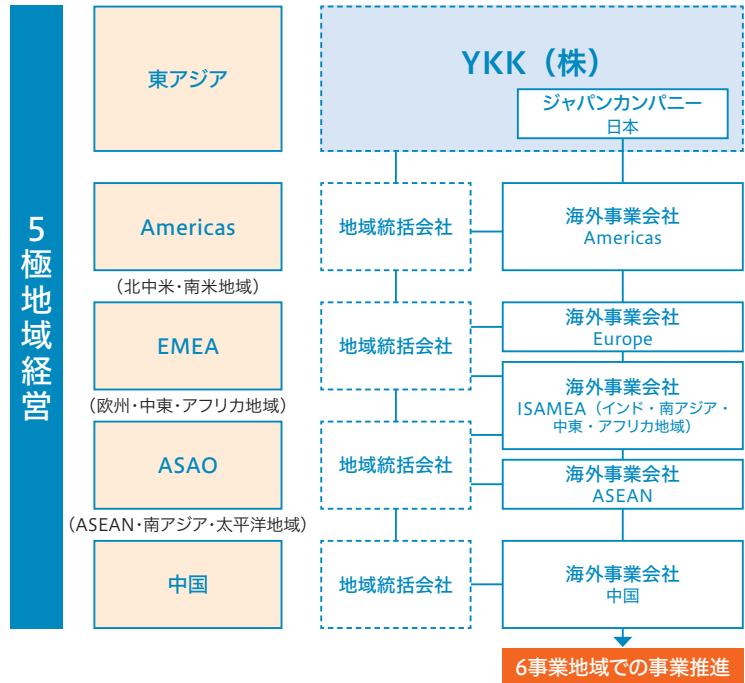 5極地域経営
東アジア
YKK（株）
ジャパンカンパニー
日本
Americas
（北中米・南米地域）
地域統括会社
海外事業会社
Americas
EMEA
（欧州・中東・アフリカ地域）
地域統括会社
海外事業会社
Europe
海外事業会社
ISAMEA（インド・南アジア・
中東・アフリカ地域）
ASAO
（ASEAN・南アジア・太平洋地域）
地域統括会社
海外事業会社
ASEAN
中国
地域統括会社
海外事業会社
中国
6事業地域での事業推進